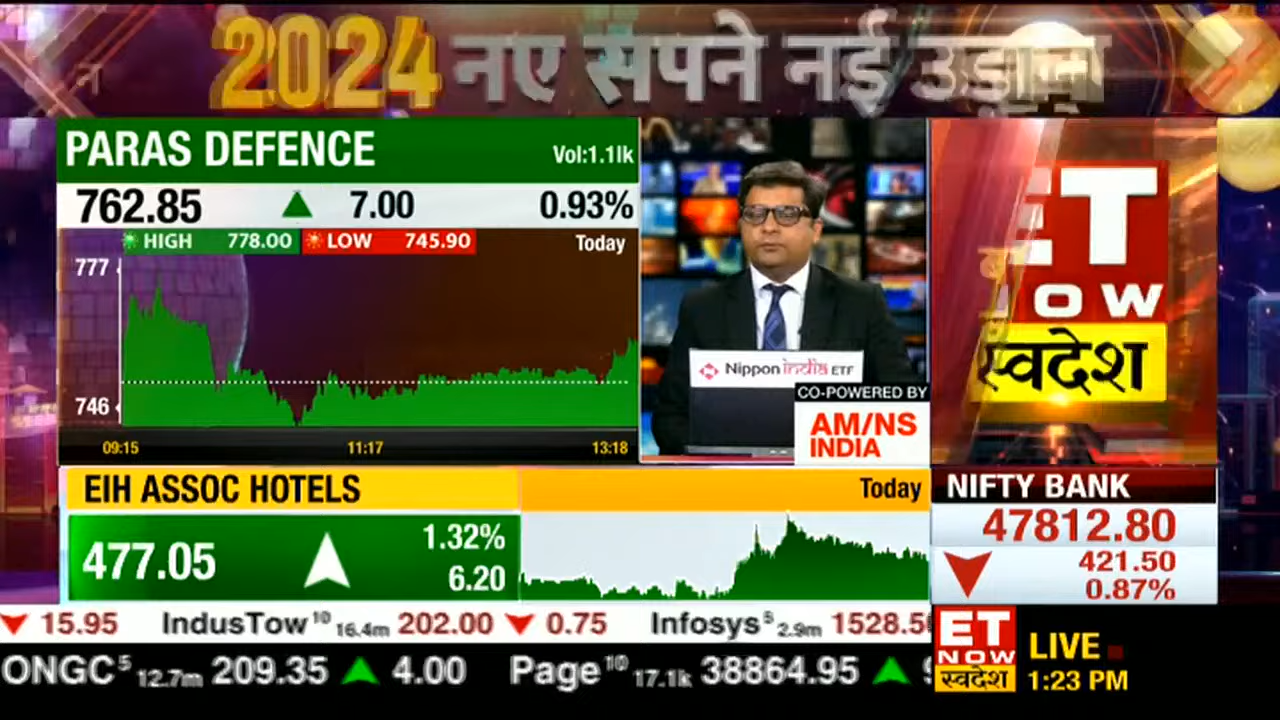 2024 नए सपने नई उड़ान
PARAS DEFENCE
Vol:1.1lk
762.85 ▲ 7.00 0.93%
HIGH 778.00 LOW 745.90 Today
777
746
09:15 11:17 13:18
Nippon india ETF
CO-POWERED BY
AM/NS
INDIA
ET
NOW
स्वदेश
EIH ASSOC HOTELS
Today
477.05 ▲ 1.32%
6.20
NIFTY BANK
47812.80
▼ 421.50
0.87%
▼ 15.95 IndusTow 10 16.4m 202.00 ▼ 0.75 Infosys 5 2.9m
ONGC 5 12.7m 209.35 ▲ 4.00 Page 10 17.1k 38864.95 ▲
ET
NOW
स्वदेश
LIVE
1:23 PM